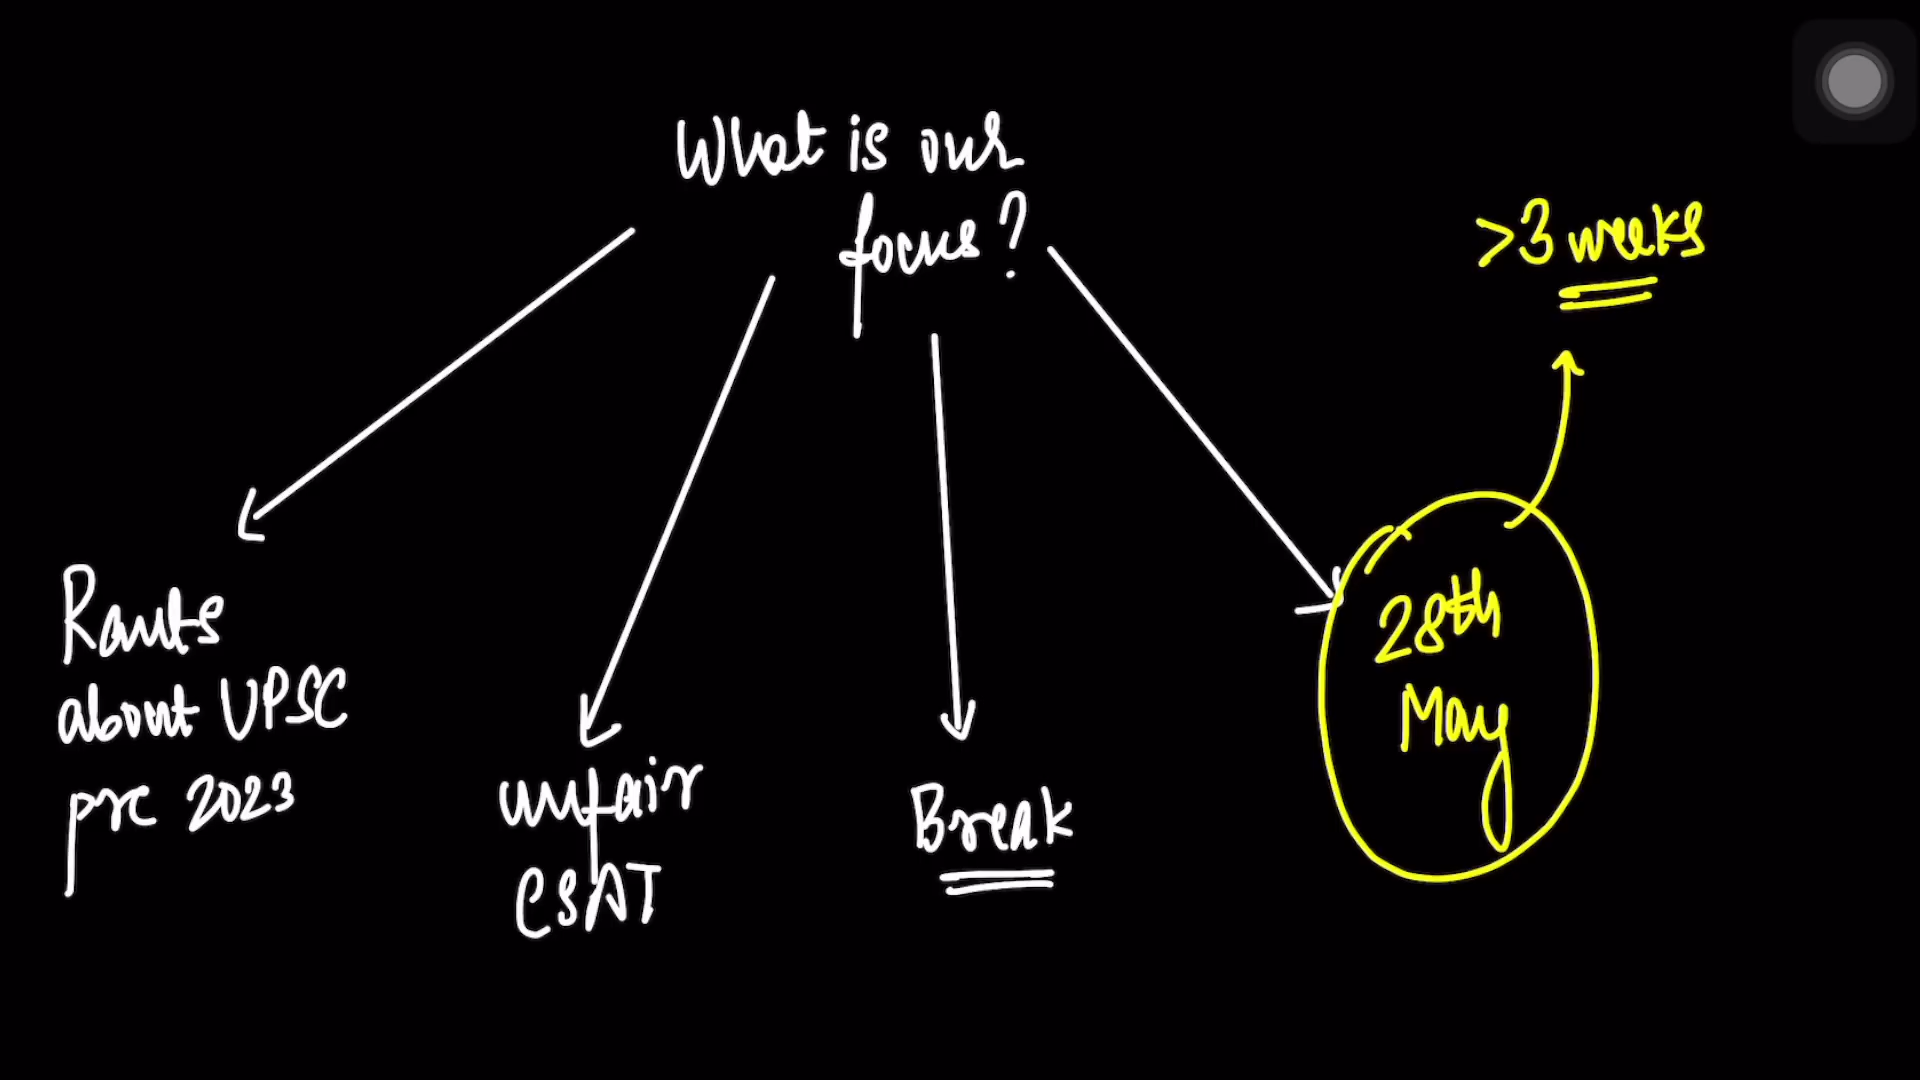 What is our
focus?
>3 weeks
Rants
about UPSC
pre 2023
unfair
CSAT
Break
28th
May